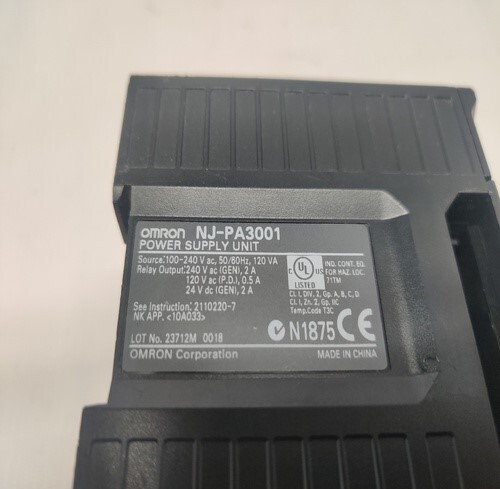 OMRON NJ-PA3001
POWER SUPPLY UNIT
Source:100-240 V ac, 50/60Hz, 120 VA
Relay Output:240 V ac (GEN), 2 A
120 V ac (P.D.), 0.5 A
24 V dc (GEN), 2 A
See Instruction: 2110220-7
NK APP. <10A033>
C UL US
LISTED
IND. CONT. EQ.
FOR HAZ. LOC.
71TM
Cl. I, DIV. 2, Gp. A, B, C, D
Cl. I, Zn. 2, Gp. IIC
Temp.Code T3C
N1875 CE
LOT No. 23712M 0018
OMRON Corporation
MADE IN CHINA